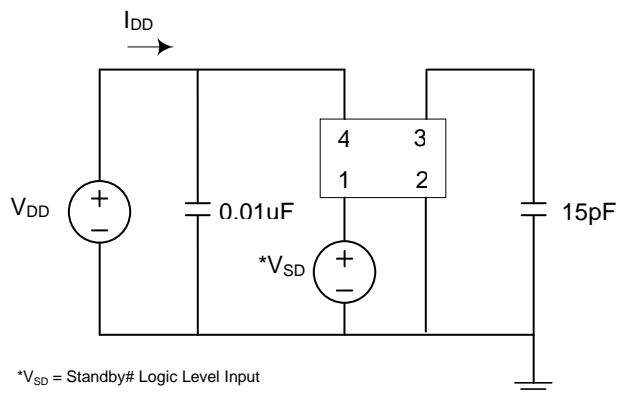 IDD
4 3
1 2
VDD
+
−
0.01uF
*VSD
+
−
15pF
*VSD = Standby# Logic Level Input